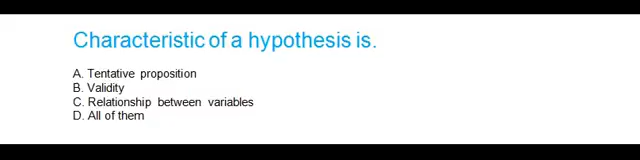 Characteristic of a hypothesis is.
A. Tentative proposition
B. Validity
C. Relationship between variables
D. All of them